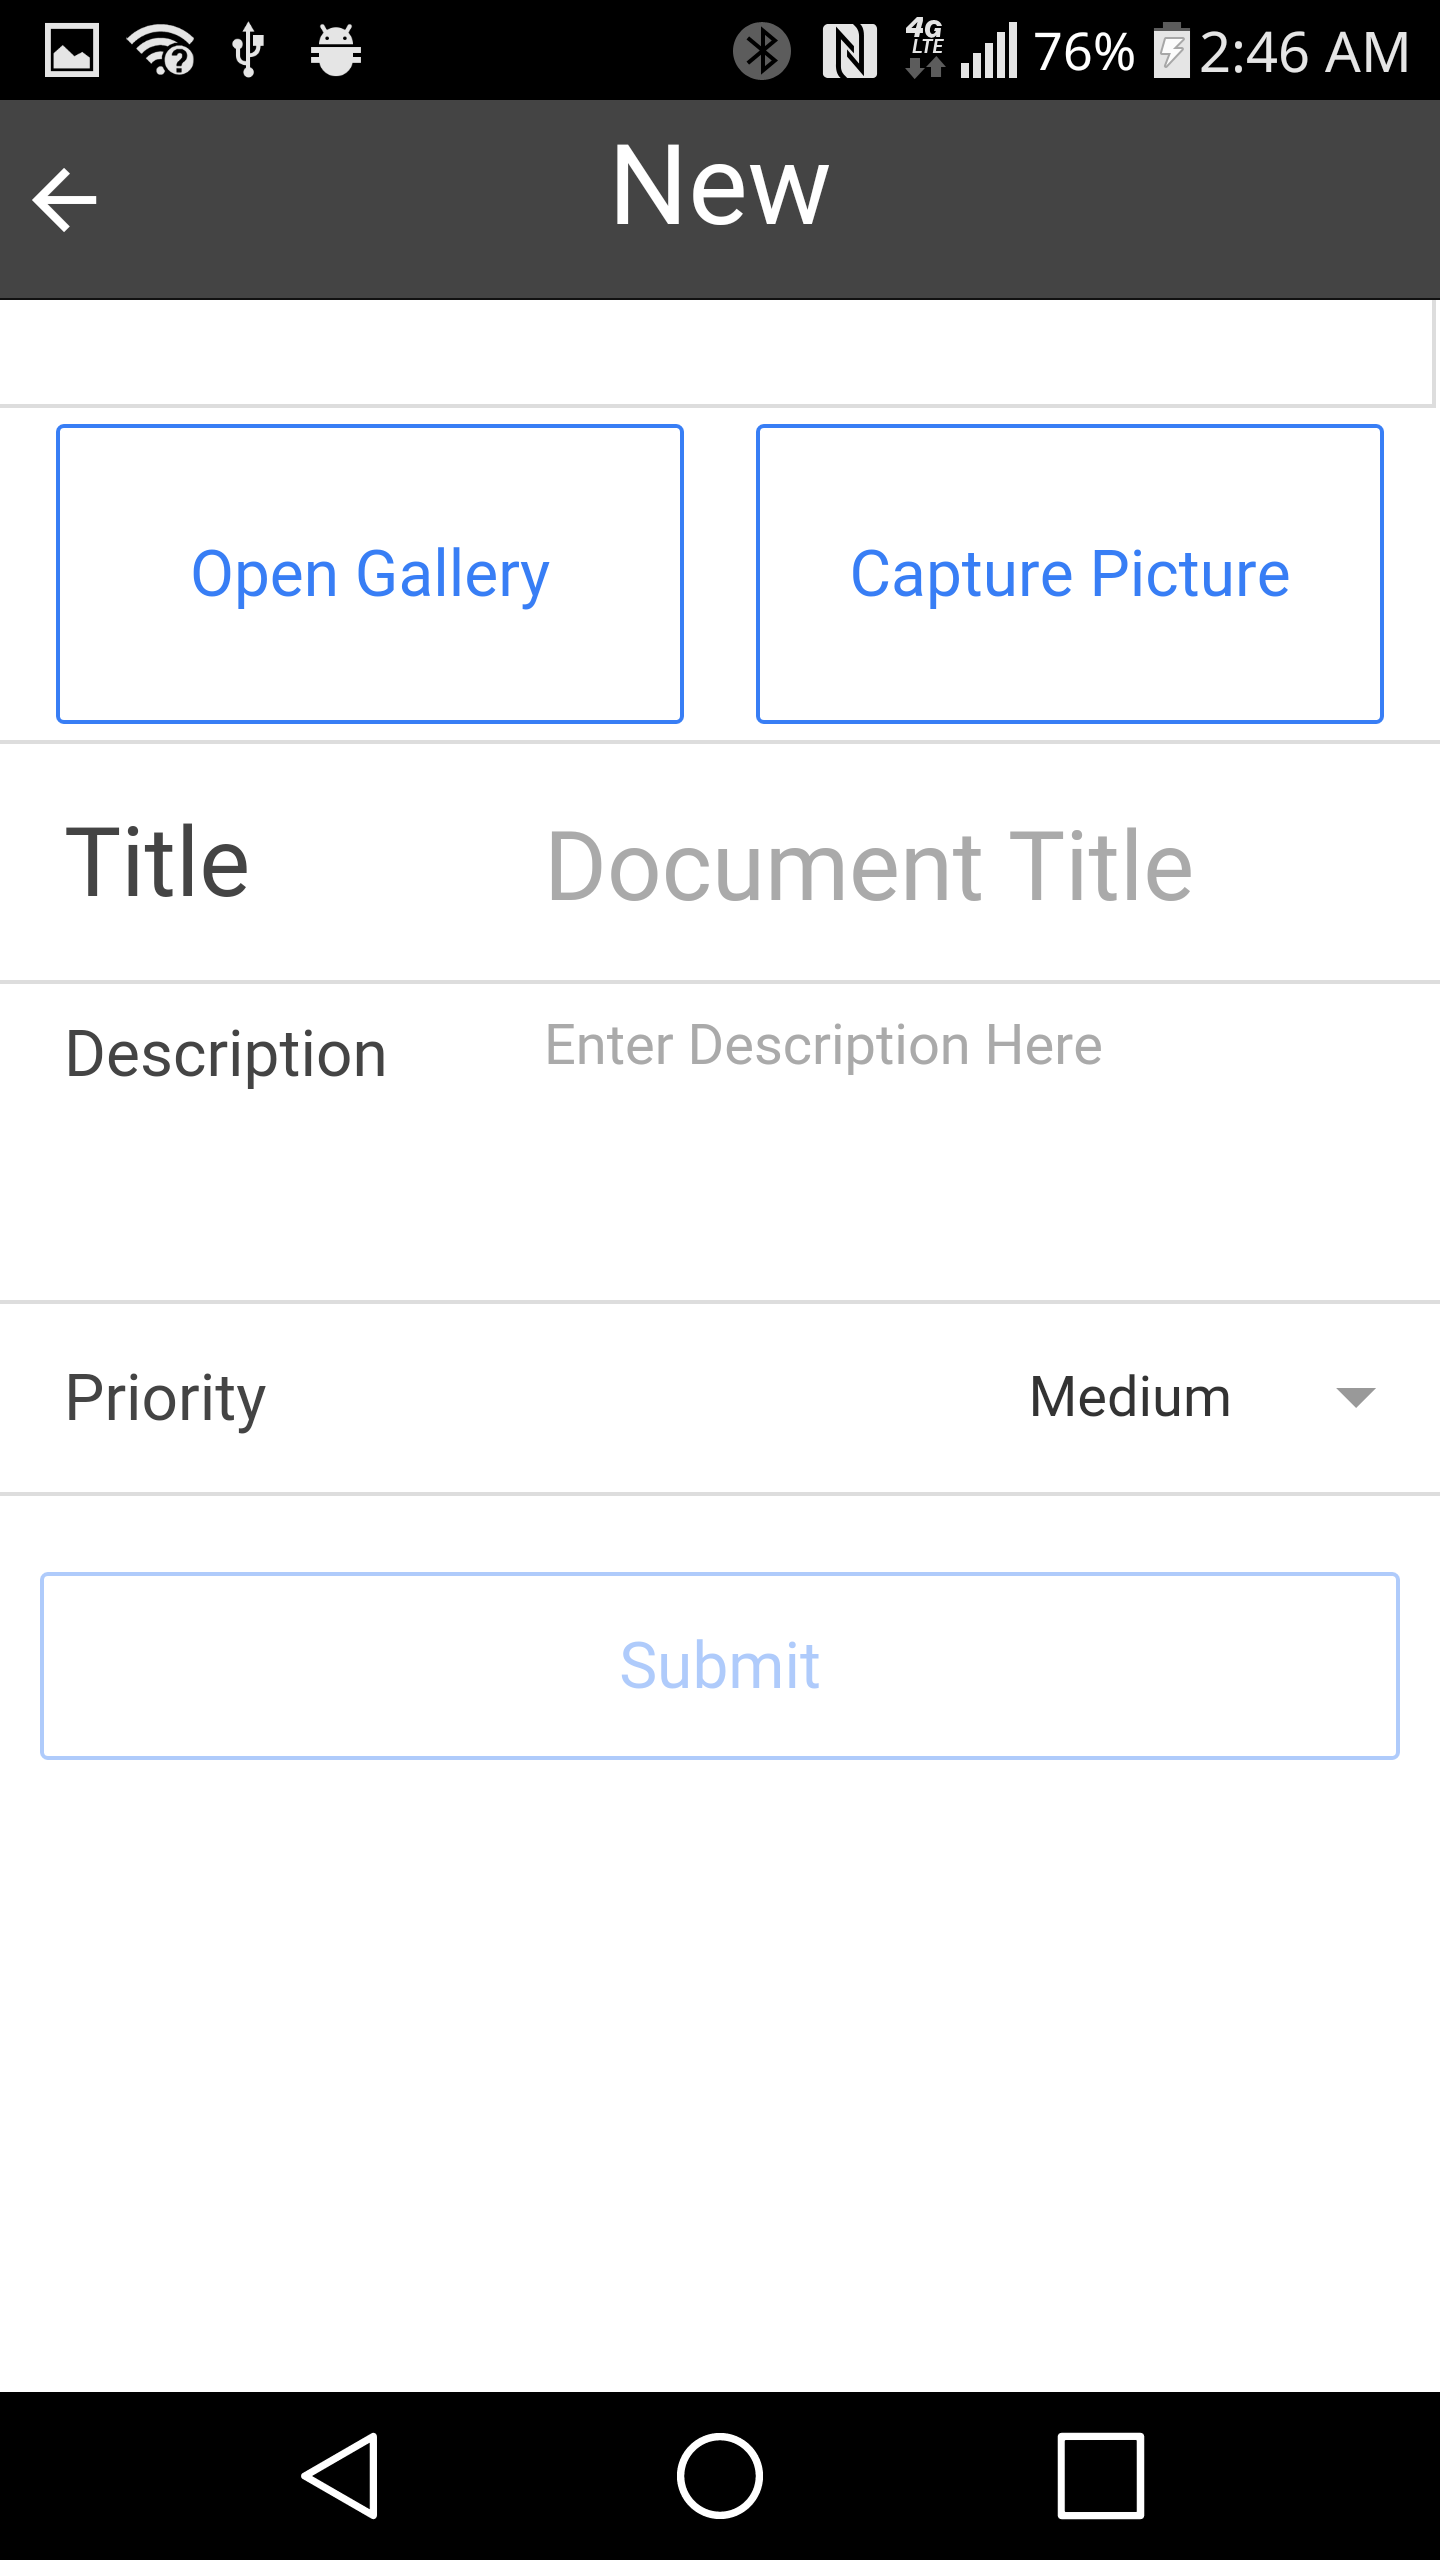 4G LTE 76% 2:46 AM
New
Open Gallery Capture Picture
Title Document Title
Description Enter Description Here
Priority Medium
Submit